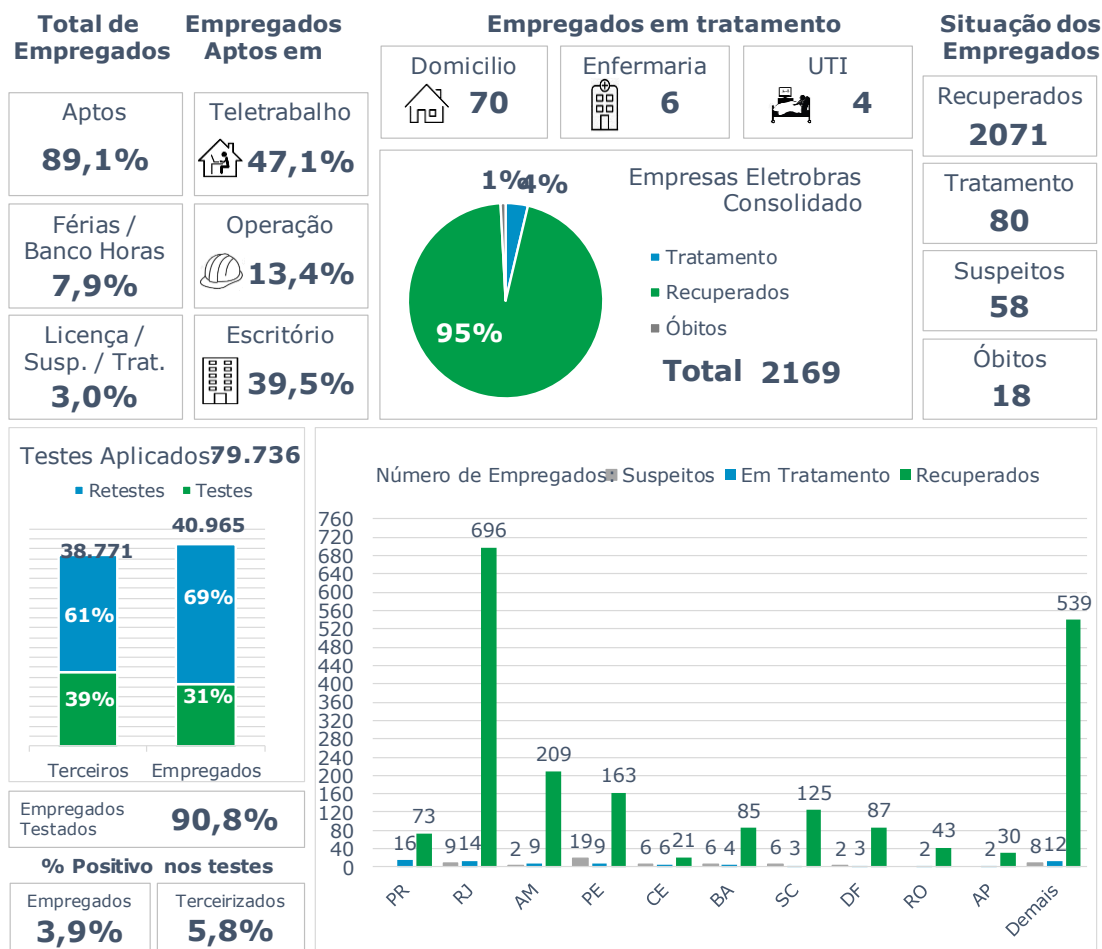 Total de
Empregados
Aptos
89,1%
Férias /
Banco Horas
7,9%
Licença /
Susp. / Trat.
3,0%
Empregados
Aptos em
Teletrabalho
47,1%
Operação
13,4%
Escritório
39,5%
Empregados em tratamento
Domicilio
70
Enfermaria
6
UTI
4
Empresas Eletrobras
Consolidado
1%
4%
95%
Tratamento
Recuperados
Óbitos
Total 2169
Situação dos
Empregados
Recuperados
2071
Tratamento
80
Suspeitos
58
Óbitos
18
Testes Aplicados: 79.736
Retestes Testes
38.771
40.965
61%
69%
39%
31%
Terceiros Empregados
Empregados
Testados
90,8%
% Positivo nos testes
Empregados
3,9%
Terceirizados
5,8%
Número de Empregados: Suspeitos Em Tratamento Recuperados
760
720
680
640
600
560
520
480
440
400
360
320
280
240
200
160
120
80
40
0
16 73
9 14 696
2 9 209
19 9 163
6 6 21
6 4 85
6 3 125
2 3 87
2 43
2 30
8 12 539
PR RJ AM PE CE BA SC DF RO AP Demais